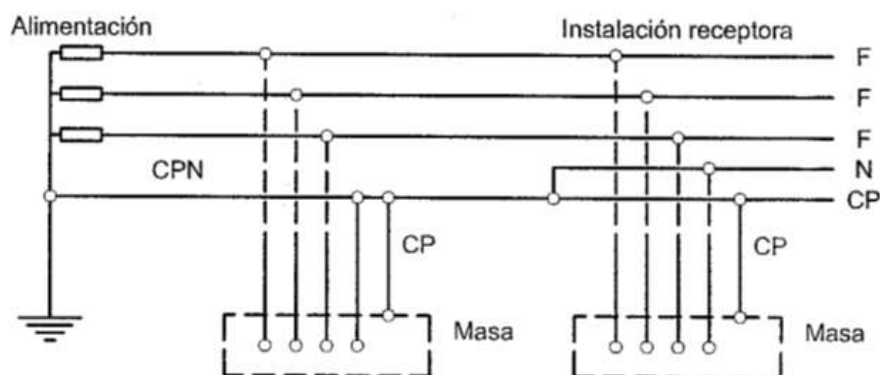 Alimentación
Instalación receptora
F
F
F
CPN
N
CP
CP
CP
Masa
Masa